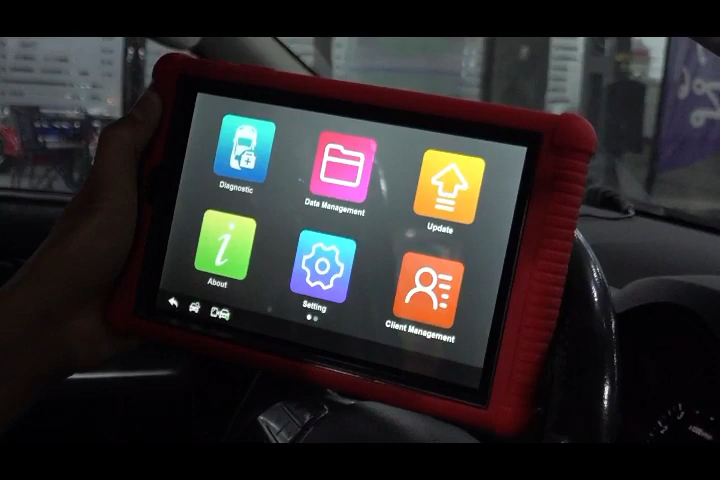 Diagnostic
Data Management
Update
About
Setting
Client Management